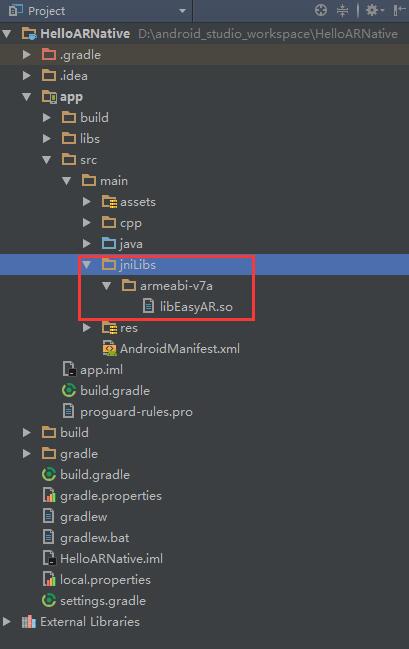 Project
HelloARNative D:\android_studio_workspace\HelloARNative
.gradle
.idea
app
build
libs
src
main
assets
cpp
java
jniLibs
armeabi-v7a
libEasyAR.so
res
AndroidManifest.xml
app.iml
build.gradle
proguard-rules.pro
build
gradle
build.gradle
gradle.properties
gradlew
gradlew.bat
HelloARNative.iml
local.properties
settings.gradle
External Libraries